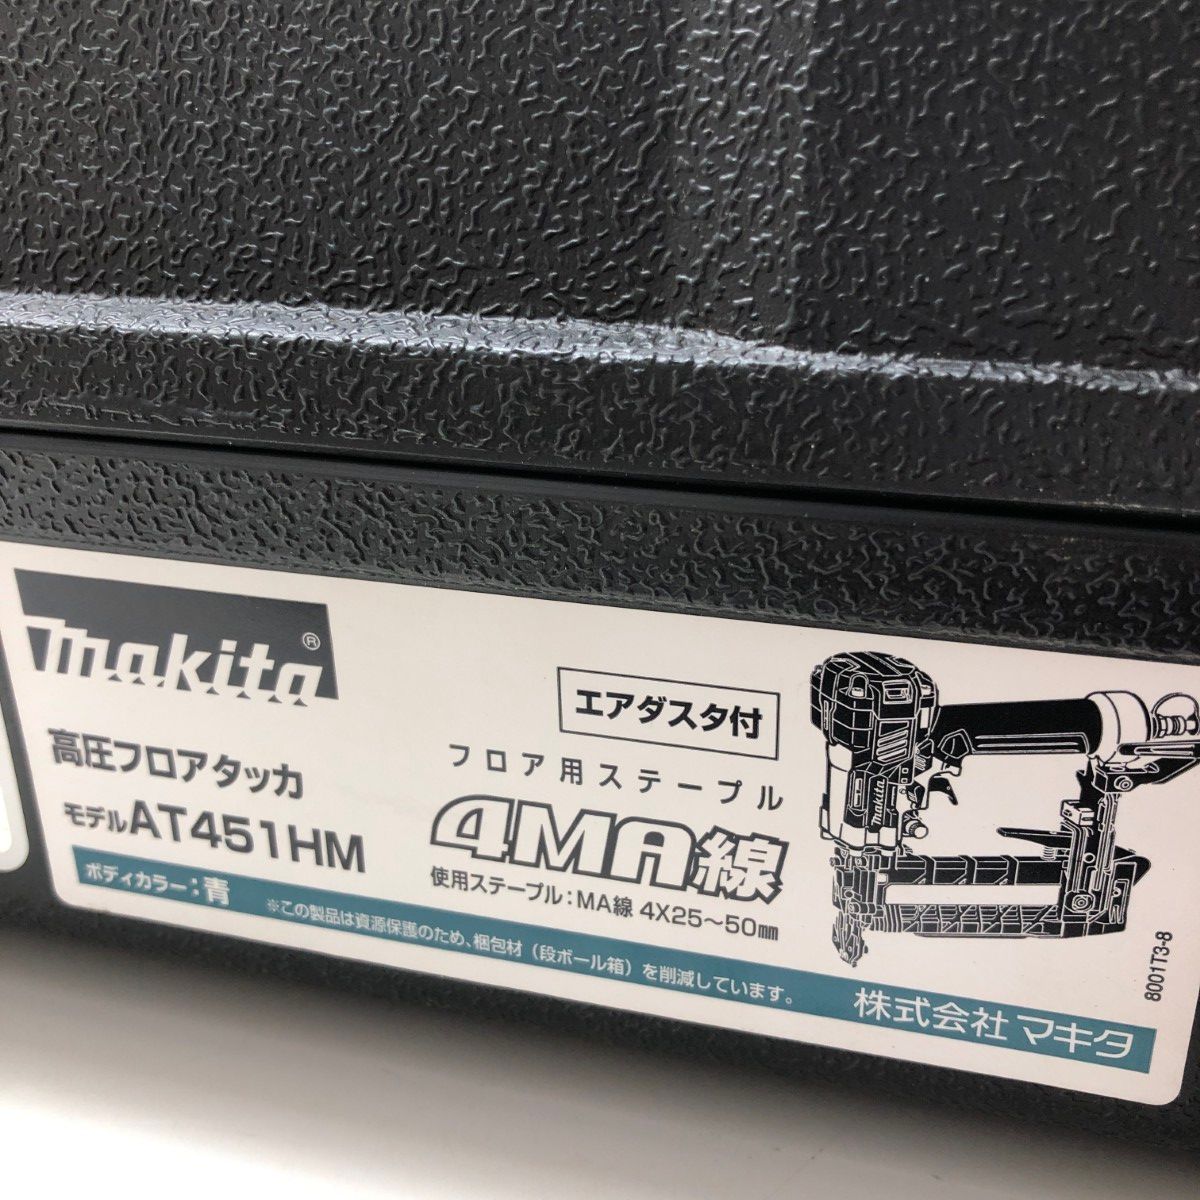 makita®
高圧フロアタッカ
モデルAT451HM
エアダスタ付
フロア用ステープル
4MA線
使用ステープル:MA線 4X25～50㎜
makita
ボディカラー:青
※この製品は資源保護のため、梱包材（段ボール箱）を削減しています。
株式会社 マキタ
8001T3-8